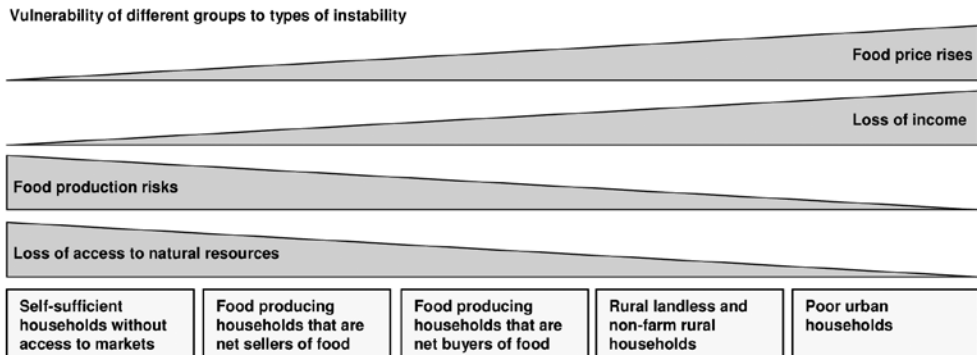 Vulnerability of different groups to types of instability
Food price rises
Loss of income
Food production risks
Loss of access to natural resources
Self-sufficient
households without
access to markets
Food producing
households that are
net sellers of food
Food producing
households that are
net buyers of food
Rural landless and
non-farm rural
households
Poor urban
households